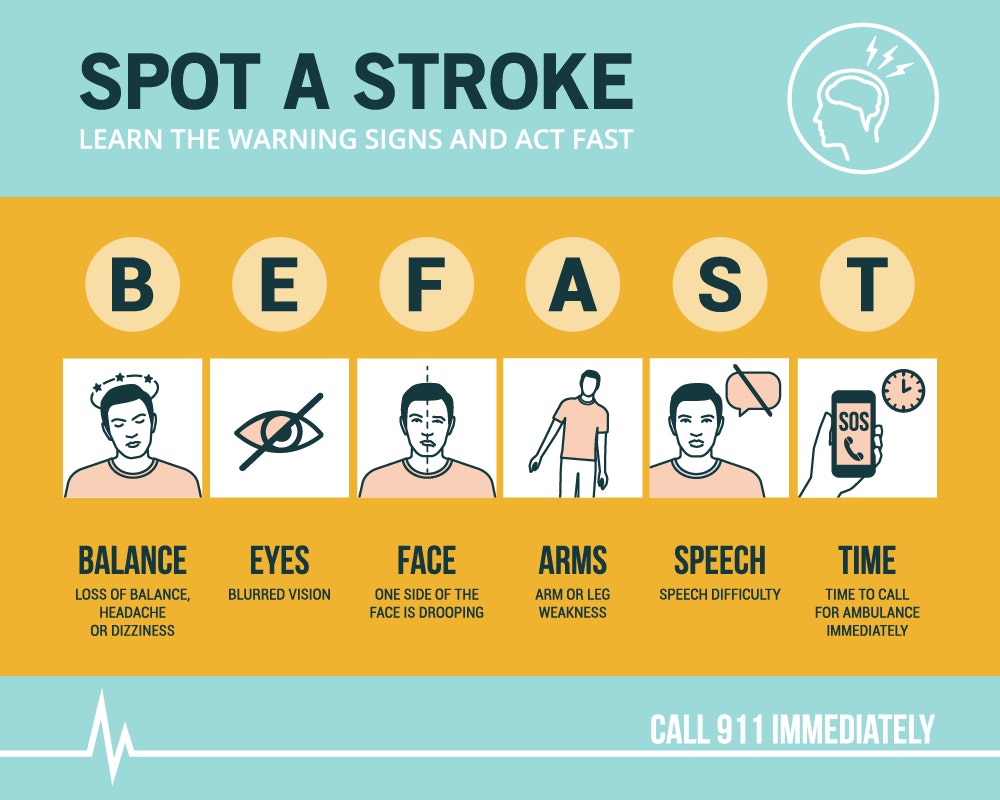 SPOT A STROKE
LEARN THE WARNING SIGNS AND ACT FAST
B E F A S T
SOS
BALANCE
LOSS OF BALANCE,
HEADACHE
OR DIZZINESS
EYES
BLURRED VISION
FACE
ONE SIDE OF THE
FACE IS DROOPING
ARMS
ARM OR LEG
WEAKNESS
SPEECH
SPEECH DIFFICULTY
TIME
TIME TO CALL
FOR AMBULANCE
IMMEDIATELY
CALL 911 IMMEDIATELY